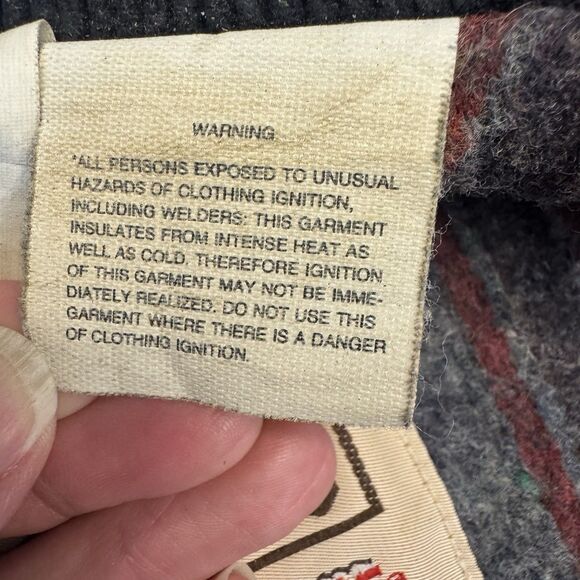 WARNING
"ALL PERSONS EXPOSED TO UNUSUAL
HAZARDS OF CLOTHING IGNITION,
INCLUDING WELDERS: THIS GARMENT
INSULATES FROM INTENSE HEAT AS
WELL AS COLD. THEREFORE IGNITION
OF THIS GARMENT MAY NOT BE IMME-
DIATELY REALIZED. DO NOT USE THIS
GARMENT WHERE THERE IS A DANGER
OF CLOTHING IGNITION.